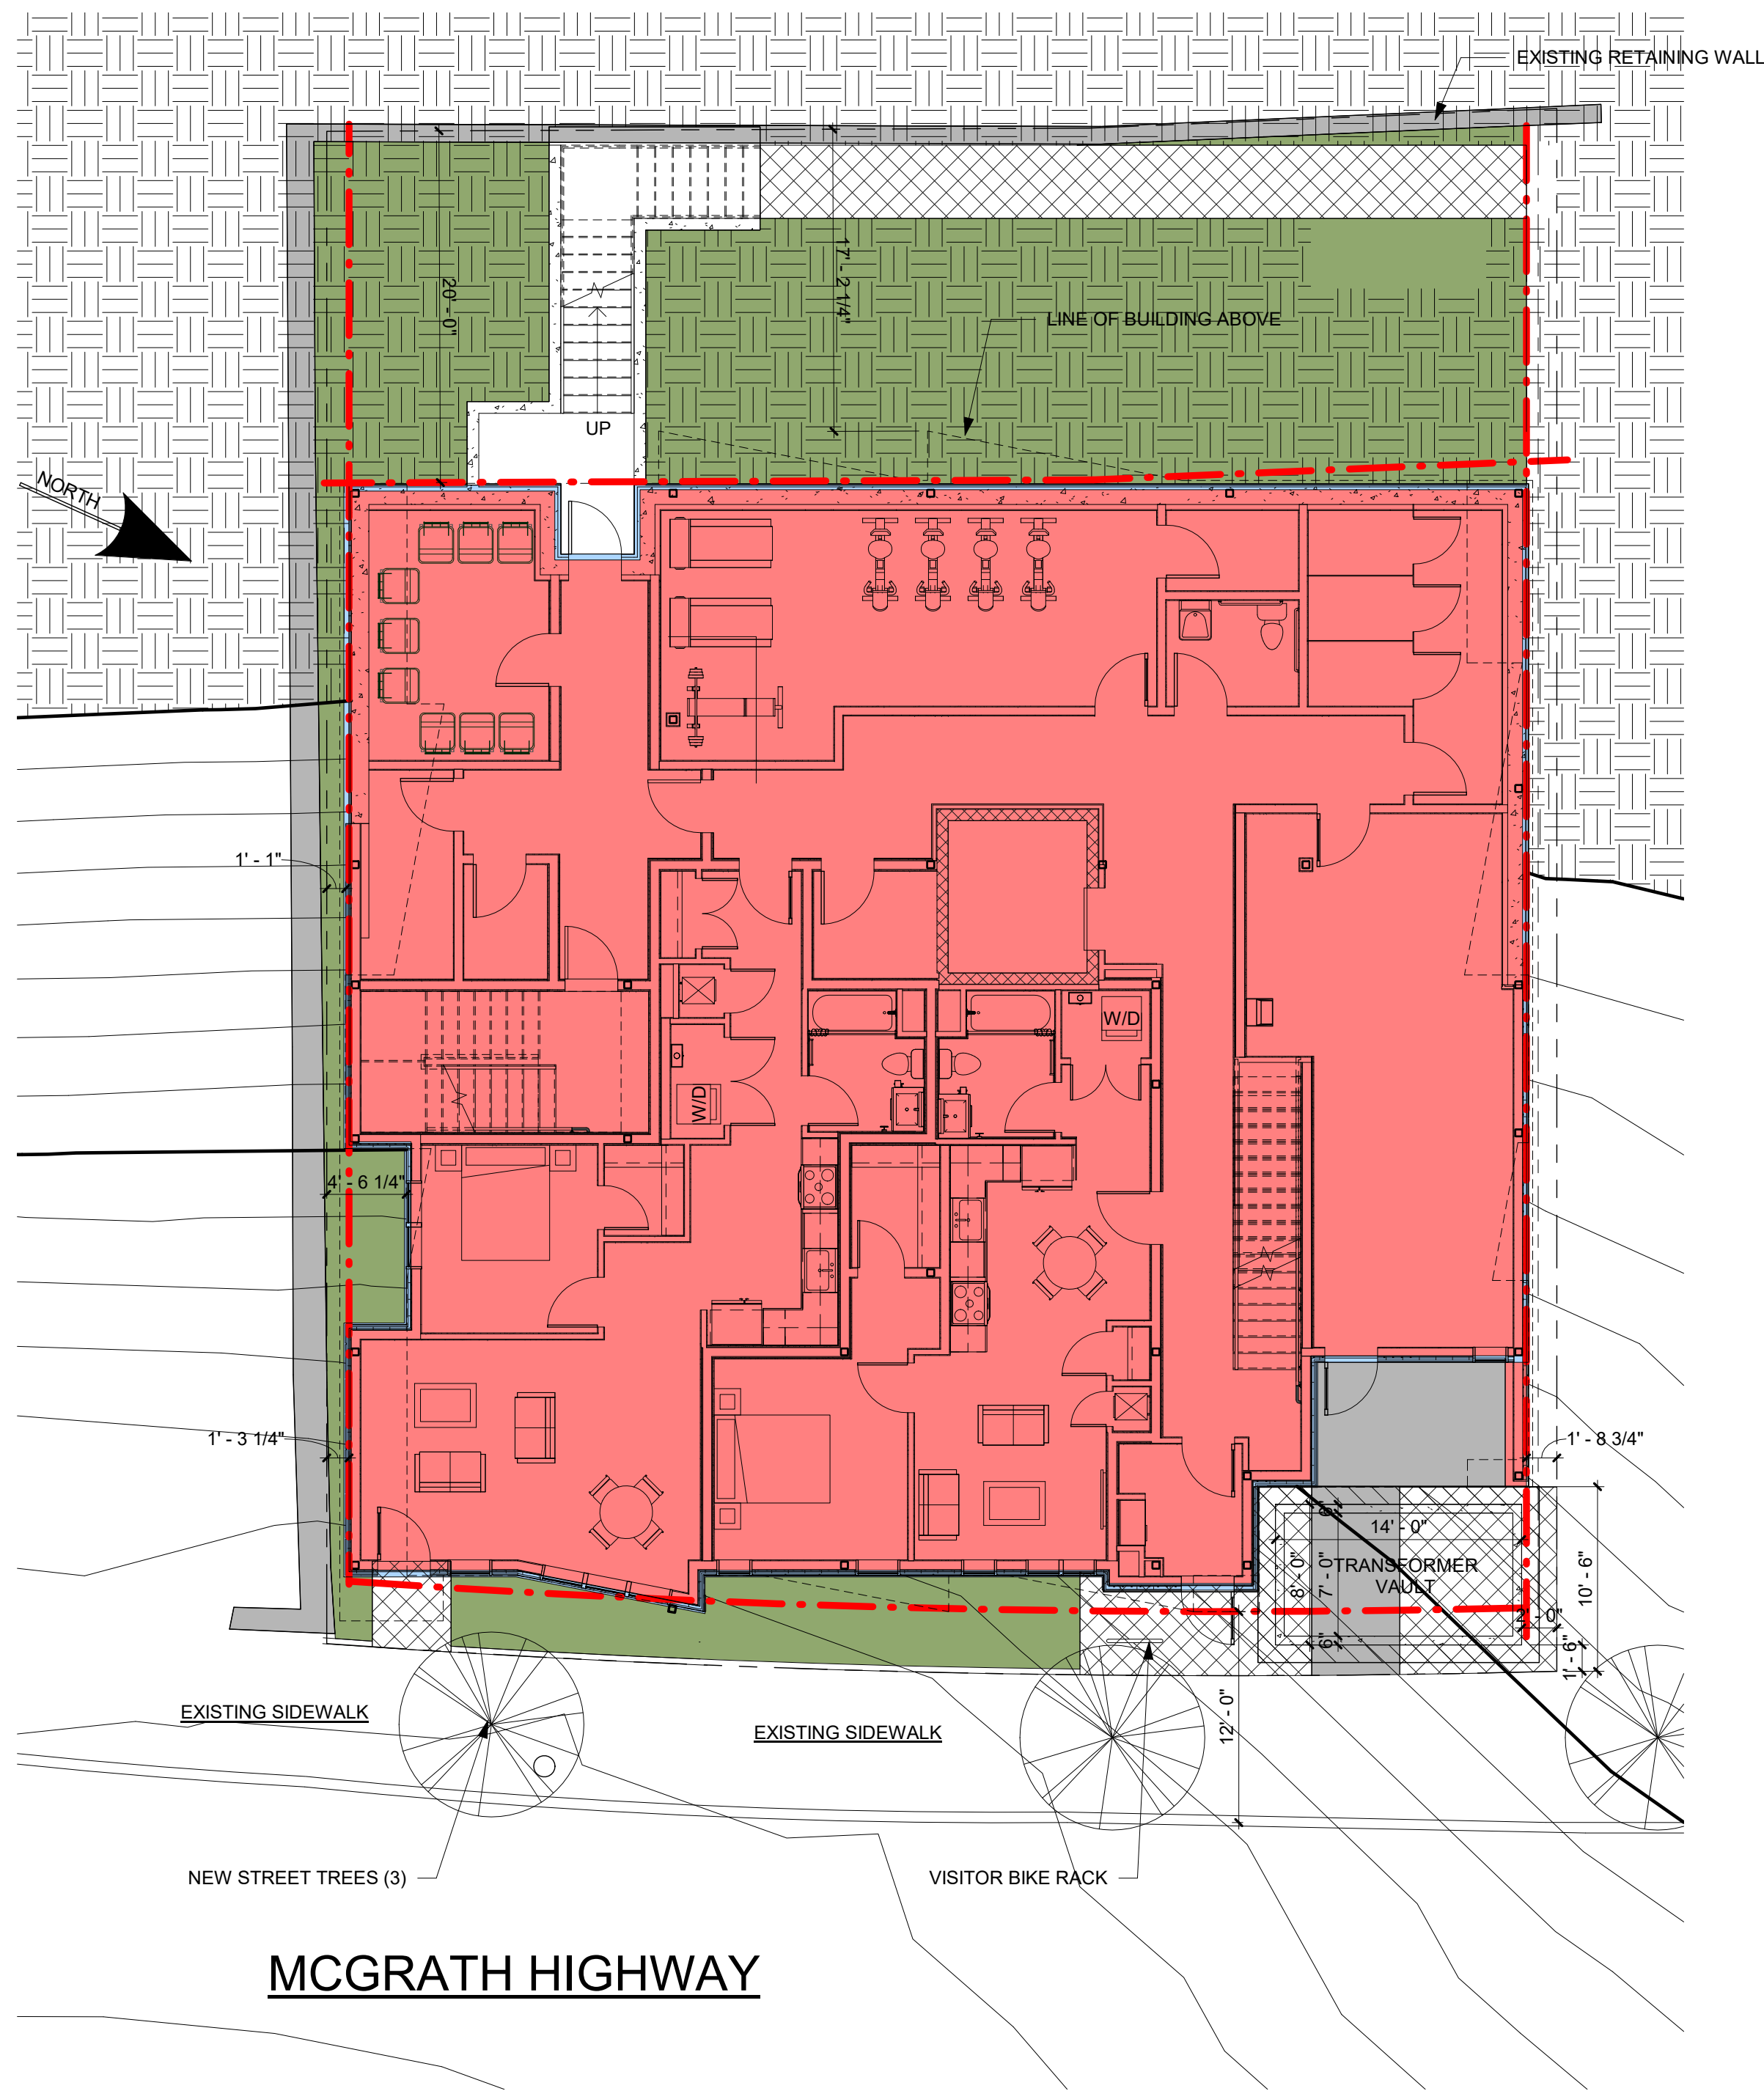 EXISTING RETAINING WALL
20' - 0"
17' - 2 1/4"
LINE OF BUILDING ABOVE
UP
NORTH
1' - 1"
W/D
W/D
4' - 6 1/4"
1' - 3 1/4"
1' - 8 3/4"
6"
14' - 0"
8' - 0"
7' - 0"
TRANSFORMER
VAULT
10' - 6"
2' - 0"
6"
1' - 6"
12' - 0"
EXISTING SIDEWALK
EXISTING SIDEWALK
NEW STREET TREES (3)
VISITOR BIKE RACK
MCGRATH HIGHWAY